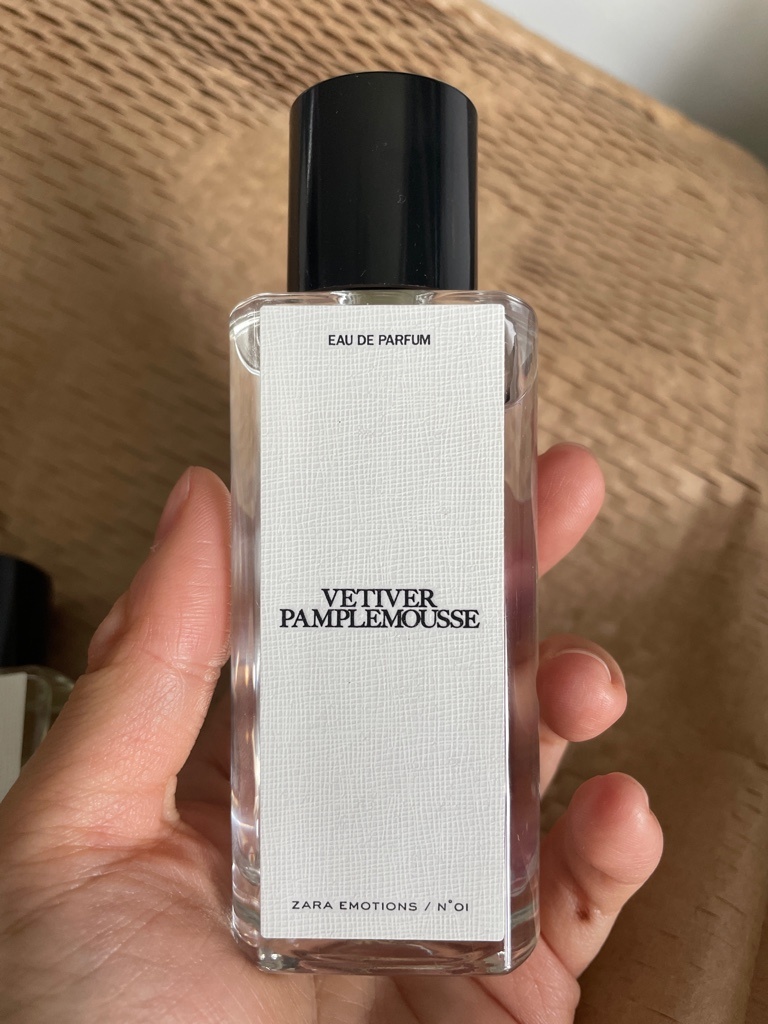 EAU DE PARFUM
VETIVER
PAMPLEMOUSSE
ZARA EMOTIONS / N°01